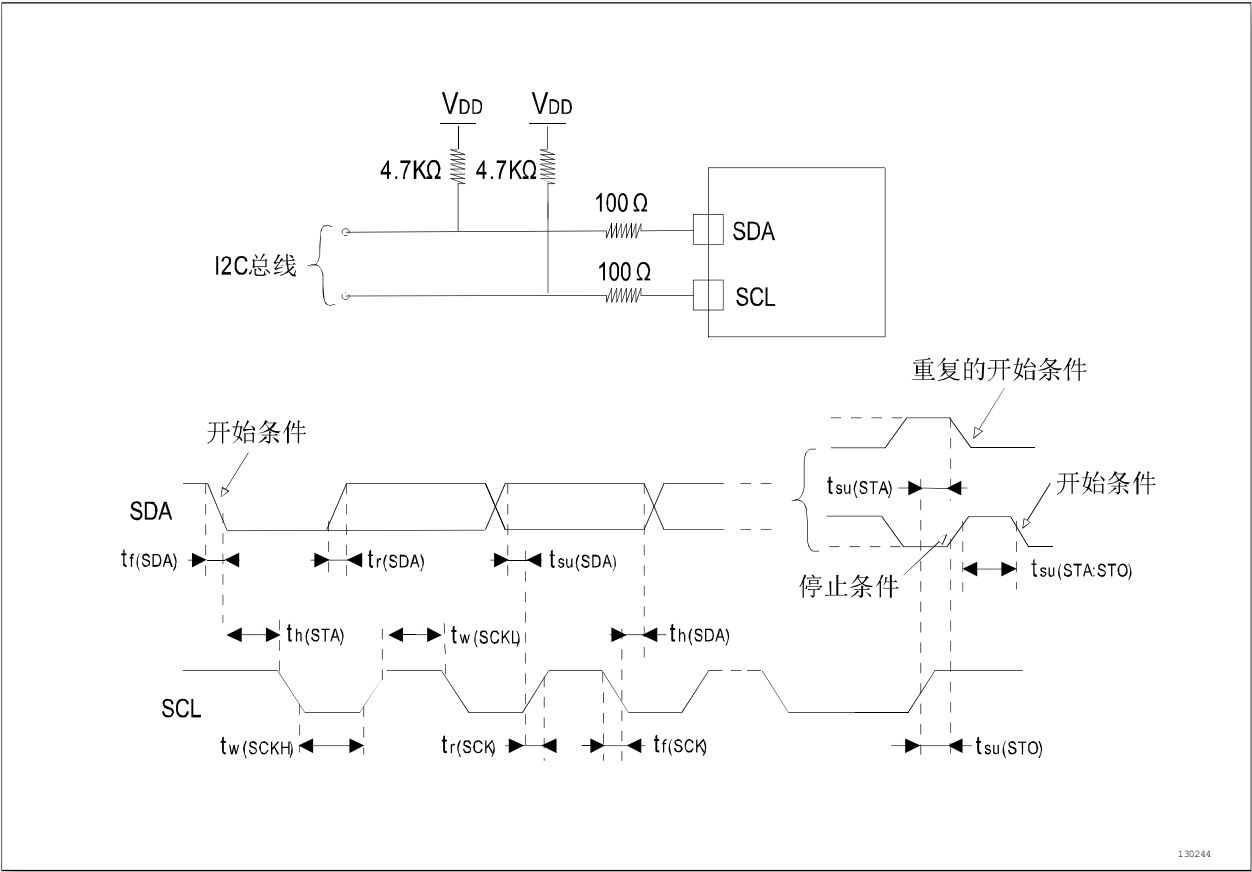 VDD VDD
4.7KΩ 4.7KΩ
100 Ω
SDA
I2C总线
100 Ω
SCL
重复的开始条件
开始条件
tsu(STA)
开始条件
SDA
tf(SDA) tr(SDA) tsu(SDA)
停止条件
tsu(STA:STO)
th(STA) tw(SCKL) th(SDA)
SCL
tw(SCKH) tr(SCK) tf(SCK) tsu(STO)
130244